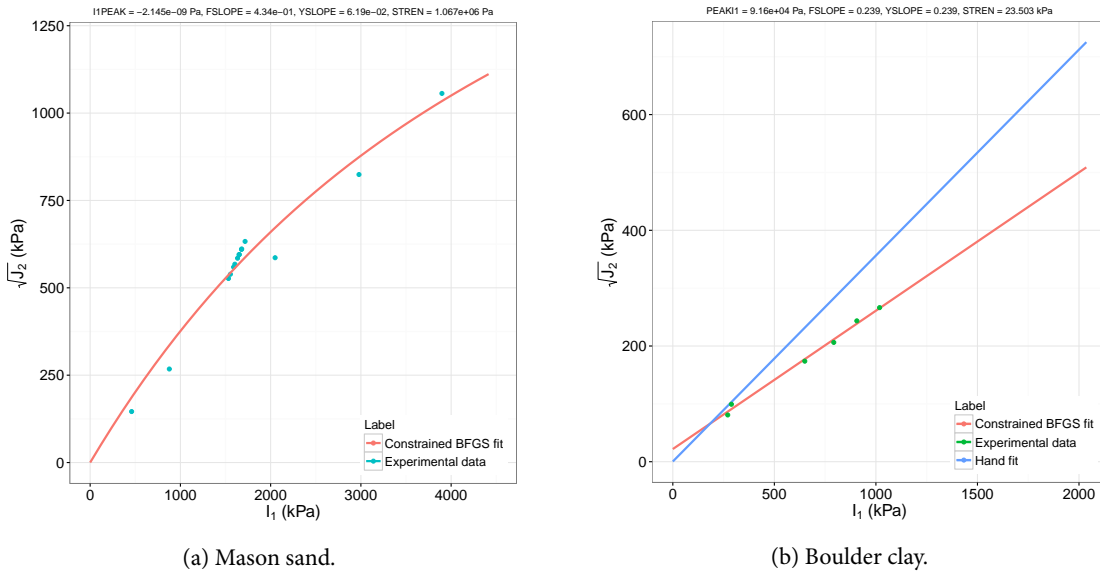 I1PEAK = −2.145e−09 Pa, FSLOPE = 4.34e−01, YSLOPE = 6.19e−02, STREN = 1.067e+06 Pa
1250
1000
750
500
250
0
√J2 (kPa)
0 1000 2000 3000 4000
I1 (kPa)
Label
Constrained BFGS fit
Experimental data
(a) Mason sand.
PEAKI1 = 9.16e+04 Pa, FSLOPE = 0.239, YSLOPE = 0.239, STREN = 23.503 kPa
600
400
200
0
√J2 (kPa)
0 500 1000 1500 2000
I1 (kPa)
Label
Constrained BFGS fit
Experimental data
Hand fit
(b) Boulder clay.